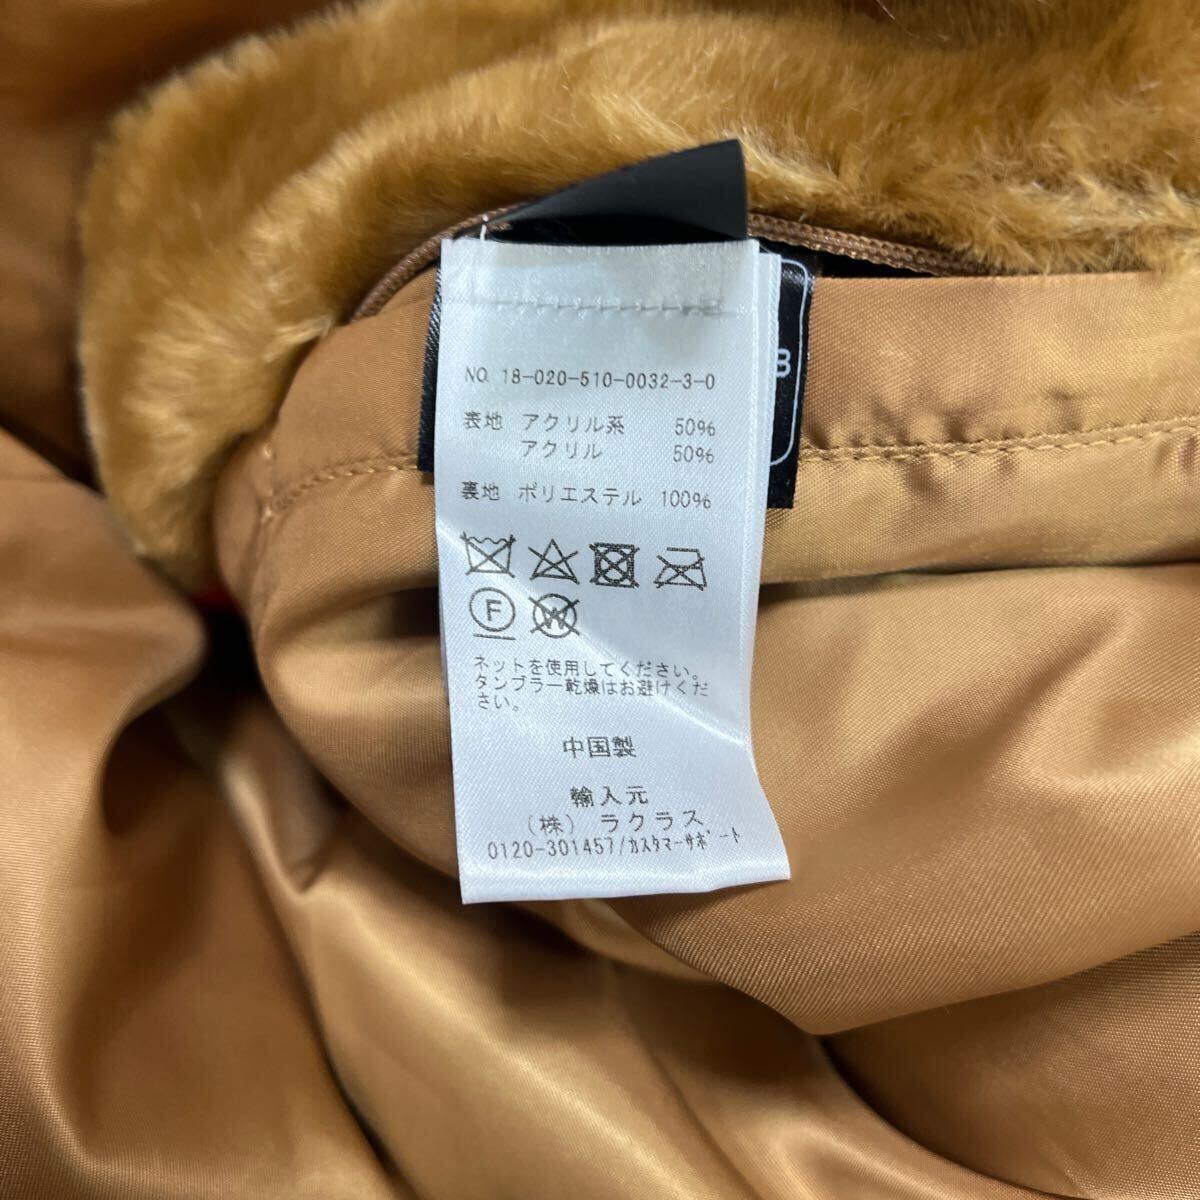 NO. 18-020-510-0032-3-0
表地 アクリル系 50%
アクリル 50%
裏地 ポリエステル 100%
F W
ネットを使用してください。
タンブラー乾燥はお避けくだ
さい。
中国製
輸入元
(株) ラクラス
0120-301457/ｶｽﾀﾏｰｻﾎﾟｰﾄ
B